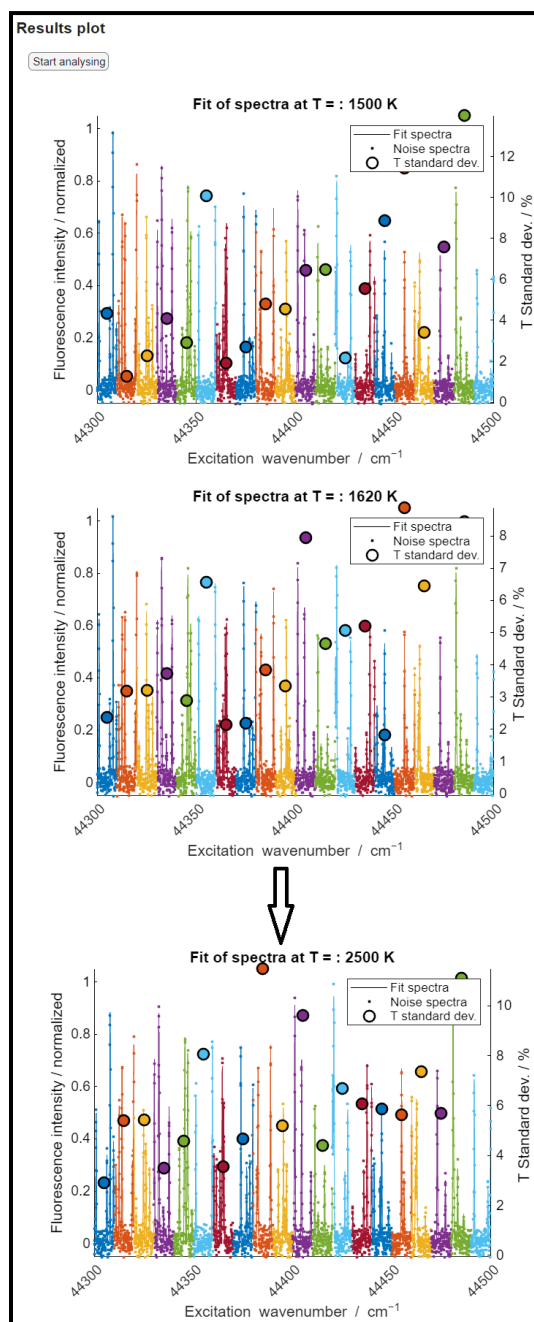 Results plot
Start analysing
Fit of spectra at T = : 1500 K
Fluorescence intensity / normalized
1
0.8
0.6
0.4
0.2
0
Fit spectra
Noise spectra
T standard dev.
12
10
8
6
4
2
0
T Standard dev. / %
44300
44350
44400
44450
44500
Excitation wavenumber / cm⁻¹
Fit of spectra at T = : 1620 K
Fluorescence intensity / normalized
1
0.8
0.6
0.4
0.2
0
Fit spectra
Noise spectra
T standard dev.
8
7
6
5
4
3
2
1
0
T Standard dev. / %
44300
44350
44400
44450
44500
Excitation wavenumber / cm⁻¹
Fit of spectra at T = : 2500 K
Fluorescence intensity / normalized
1
0.8
0.6
0.4
0.2
0
Fit spectra
Noise spectra
T standard dev.
10
8
6
4
2
0
T Standard dev. / %
44300
44350
44400
44450
44500
Excitation wavenumber / cm⁻¹